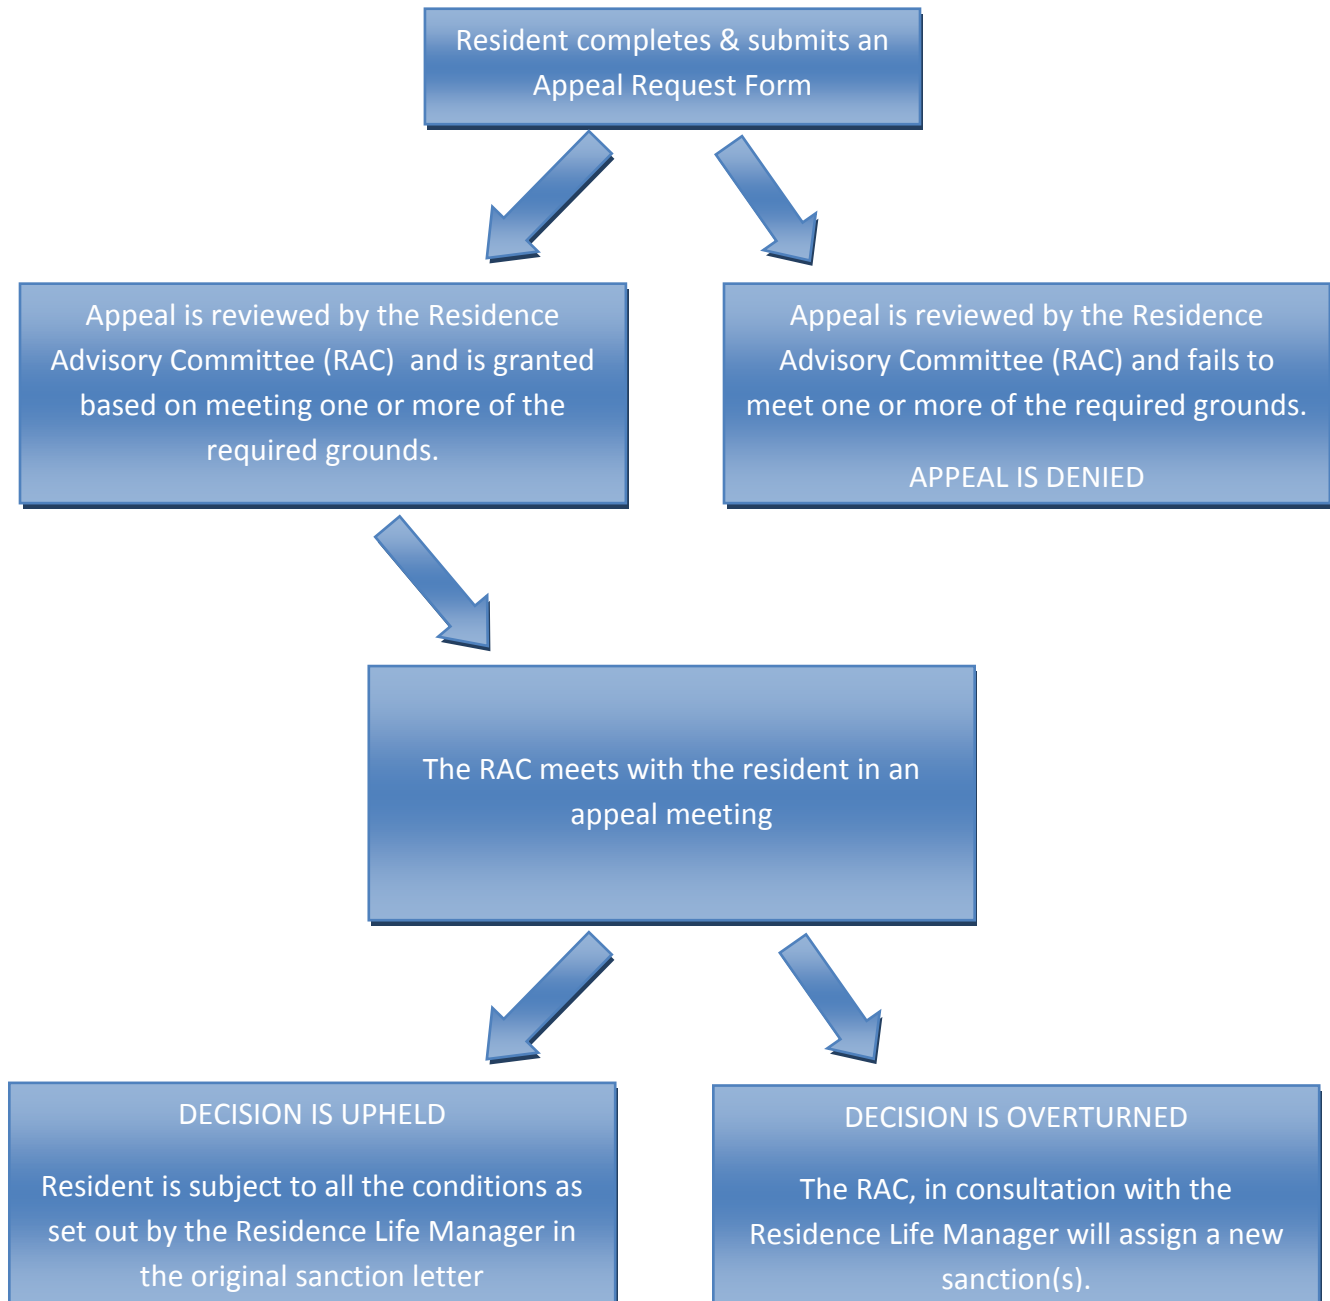 Resident completes & submits an
Appeal Request Form
Appeal is reviewed by the Residence
Advisory Committee (RAC)  and is granted
based on meeting one or more of the
required grounds.
Appeal is reviewed by the Residence
Advisory Committee (RAC) and fails to
meet one or more of the required grounds.
APPEAL IS DENIED
The RAC meets with the resident in an
appeal meeting
DECISION IS UPHELD
Resident is subject to all the conditions as
set out by the Residence Life Manager in
the original sanction letter
DECISION IS OVERTURNED
The RAC, in consultation with the
Residence Life Manager will assign a new
sanction(s).